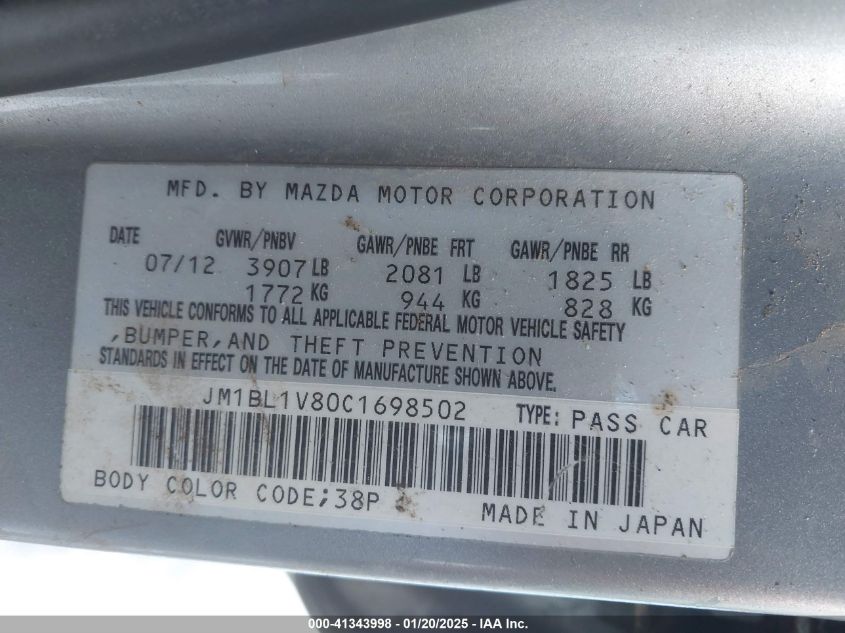 MFD. BY MAZDA MOTOR CORPORATION
DATE GVWR/PNBV GAWR/PNBE FRT GAWR/PNBE RR
07/12 3907 LB 2081 LB 1825 LB
1772 KG 944 KG 828 KG
THIS VEHICLE CONFORMS TO ALL APPLICABLE FEDERAL MOTOR VEHICLE SAFETY
,BUMPER,AND THEFT PREVENTION
STANDARDS IN EFFECT ON THE DATE OF MANUFACTURE SHOWN ABOVE.
JM1BL1V80C1698502 TYPE: PASS CAR
BODY COLOR CODE;38P
MADE IN JAPAN
000-41343998 - 01/20/2025 - IAA Inc.